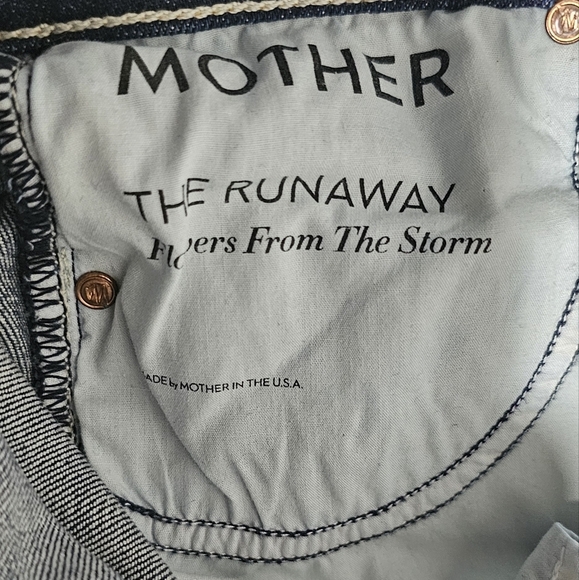 MOTHER
THE RUNAWAY
From The Storm
by MOTHER IN THE U.S.A.